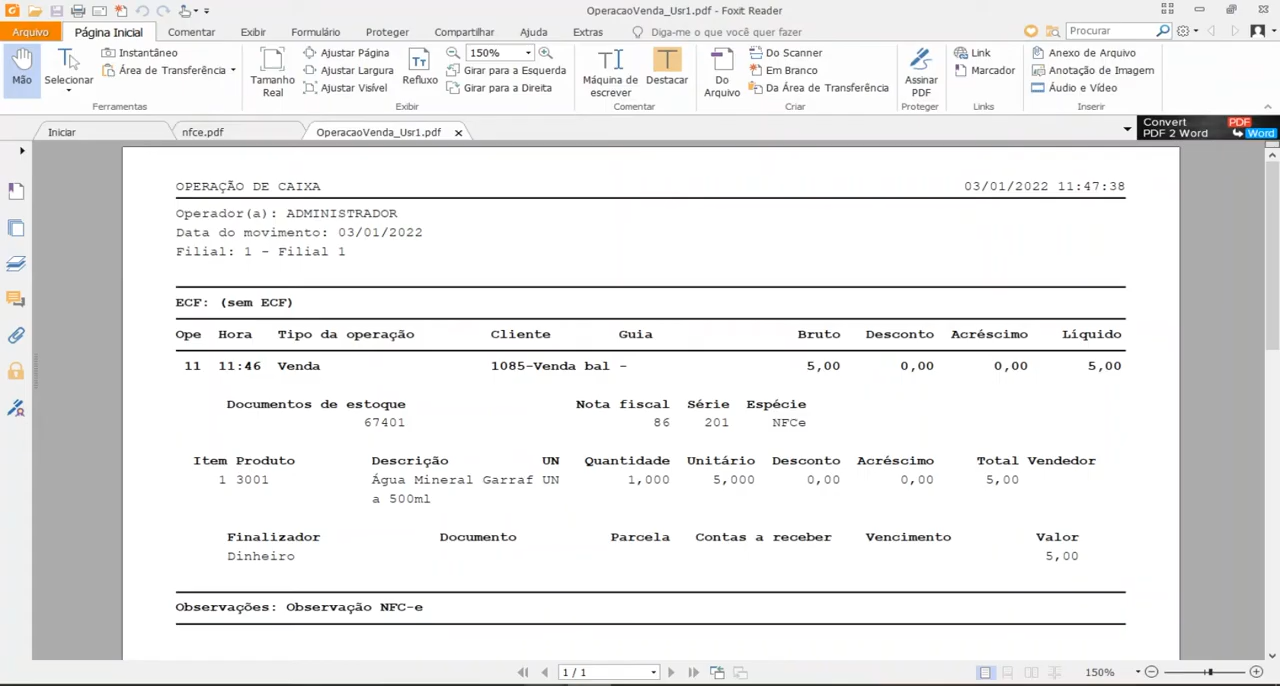 OperacaoVenda_Usr1.pdf - Foxit Reader
Arquivo Página Inicial Comentar Exibir Formulário Proteger Compartilhar Ajuda Extras Diga-me o que você quer fazer Procurar
Mão
Selecionar
Instantâneo
Área de Transferência
Ferramentas
Tamanho Real
Ajustar Página
Ajustar Largura
Ajustar Visível
Refluxo
150%
Girar para a Esquerda
Girar para a Direita
Exibir
Máquina de escrever
Destacar
Comentar
Do Arquivo
Do Scanner
Em Branco
Da Área de Transferência
Criar
Assinar PDF
Proteger
Link
Marcador
Links
Anexo de Arquivo
Anotação de Imagem
Áudio e Vídeo
Inserir
Iniciar nfce.pdf OperacaoVenda_Usr1.pdf
Convert PDF
PDF 2 Word Word
OPERAÇÃO DE CAIXA 03/01/2022 11:47:38
Operador(a): ADMINISTRADOR
Data do movimento: 03/01/2022
Filial: 1 - Filial 1
ECF: (sem ECF)
Ope Hora Tipo da operação Cliente Guia Bruto Desconto Acréscimo Líquido
11 11:46 Venda 1085-Venda bal - 5,00 0,00 0,00 5,00
Documentos de estoque Nota fiscal Série Espécie
67401 86 201 NFCe
Item Produto Descrição UN Quantidade Unitário Desconto Acréscimo Total Vendedor
1 3001 Água Mineral Garraf UN 1,000 5,000 0,00 0,00 5,00
a 500ml
Finalizador Documento Parcela Contas a receber Vencimento Valor
Dinheiro 5,00
Observações: Observação NFC-e
1 / 1 150%